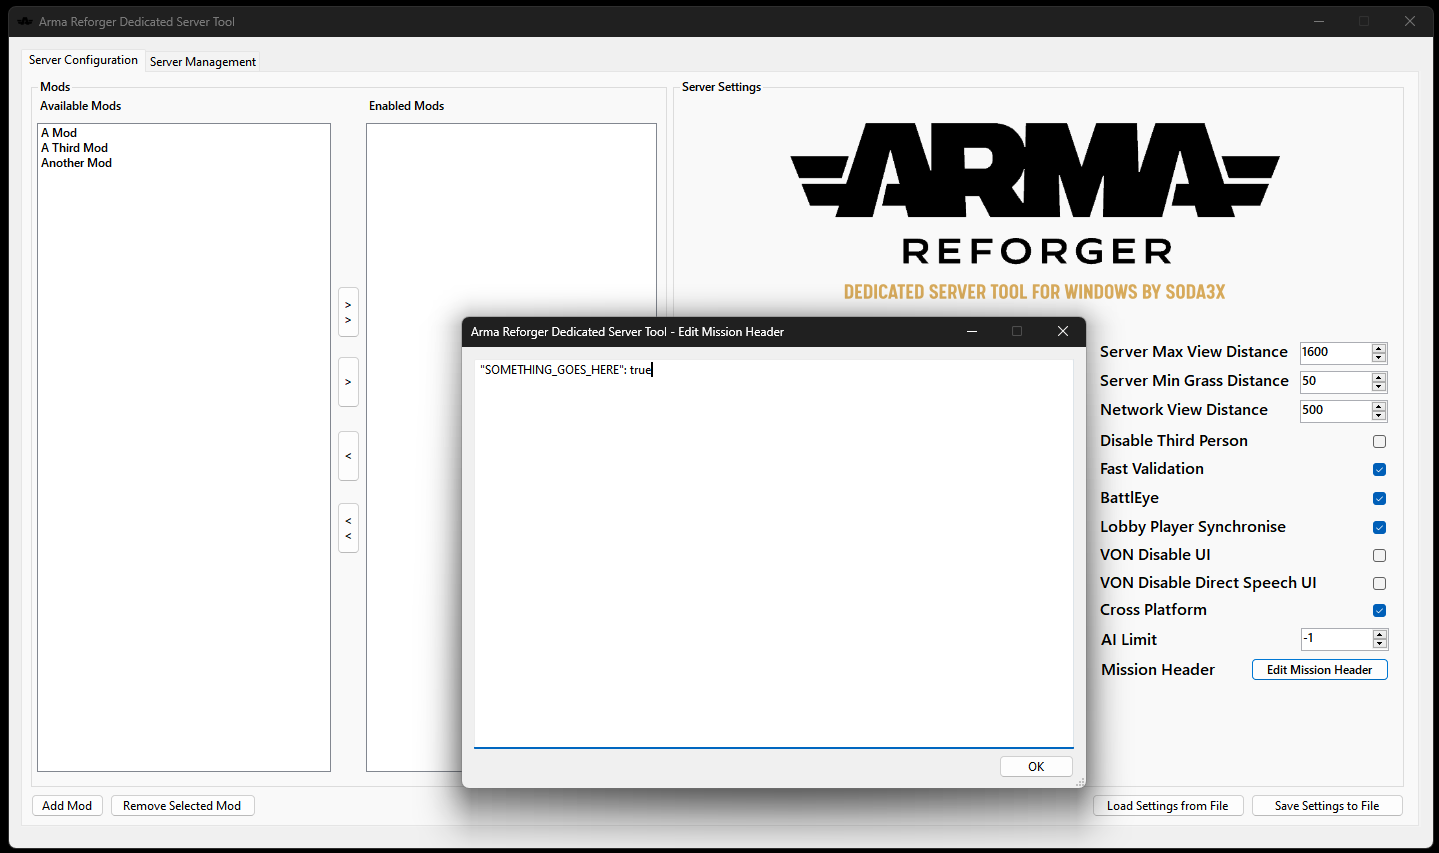 Arma Reforger Dedicated Server Tool
Server Configuration
Server Management
Mods
Available Mods
Enabled Mods
A Mod
A Third Mod
Another Mod
>
>
>
<
<
<
Add Mod
Remove Selected Mod
Server Settings
ARMA
REFORGER
DEDICATED SERVER TOOL FOR WINDOWS BY SODA3X
Arma Reforger Dedicated Server Tool - Edit Mission Header
"SOMETHING_GOES_HERE": true
OK
Server Max View Distance 1600
Server Min Grass Distance 50
Network View Distance 500
Disable Third Person
Fast Validation
BattlEye
Lobby Player Synchronise
VON Disable UI
VON Disable Direct Speech UI
Cross Platform
AI Limit -1
Mission Header Edit Mission Header
Load Settings from File
Save Settings to File